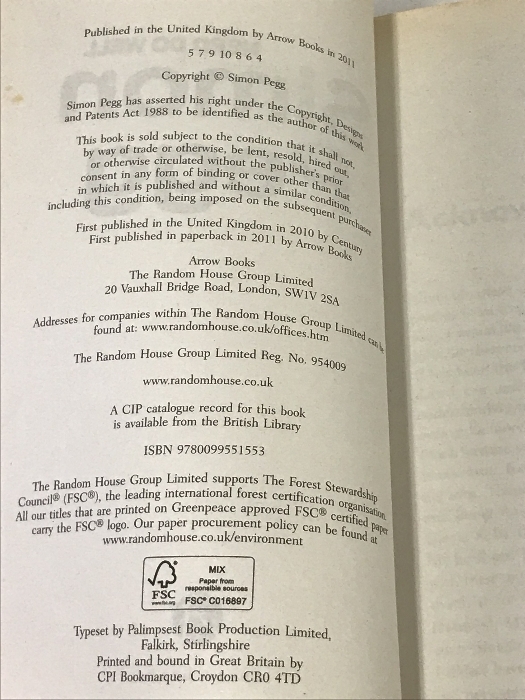 Published in the United Kingdom by Arrow Books in 2011
5 7 9 10 8 6 4
Copyright © Simon Pegg
Simon Pegg has asserted his right under the Copyright, Designs
and Patents Act 1988 to be identified as the author of this work
This book is sold subject to the condition that it shall not,
by way of trade or otherwise, be lent, resold, hired out,
or otherwise circulated without the publisher's prior
consent in any form of binding or cover other than that
in which it is published and without a similar condition,
including this condition, being imposed on the subsequent purchaser
First published in the United Kingdom in 2010 by Century
First published in paperback in 2011 by Arrow Books
Arrow Books
The Random House Group Limited
20 Vauxhall Bridge Road, London, SW1V 2SA
Addresses for companies within The Random House Group Limited can be
found at: www.randomhouse.co.uk/offices.htm
The Random House Group Limited Reg. No. 954009
www.randomhouse.co.uk
A CIP catalogue record for this book
is available from the British Library
ISBN 9780099551553
The Random House Group Limited supports The Forest Stewardship
Council® (FSC®), the leading international forest certification organisation.
All our titles that are printed on Greenpeace approved FSC® certified paper
carry the FSC® logo. Our paper procurement policy can be found at
www.randomhouse.co.uk/environment
FSC
www.fsc.org
MIX
Paper from
responsible sources
FSC® C016897
Typeset by Palimpsest Book Production Limited,
Falkirk, Stirlingshire
Printed and bound in Great Britain by
CPI Bookmarque, Croydon CR0 4TD